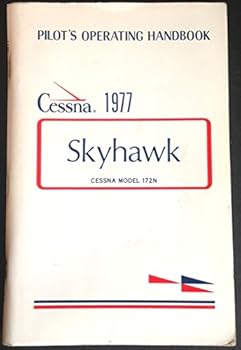 PILOT'S OPERATING HANDBOOK
Cessna. 1977
Skyhawk
CESSNA MODEL 172N